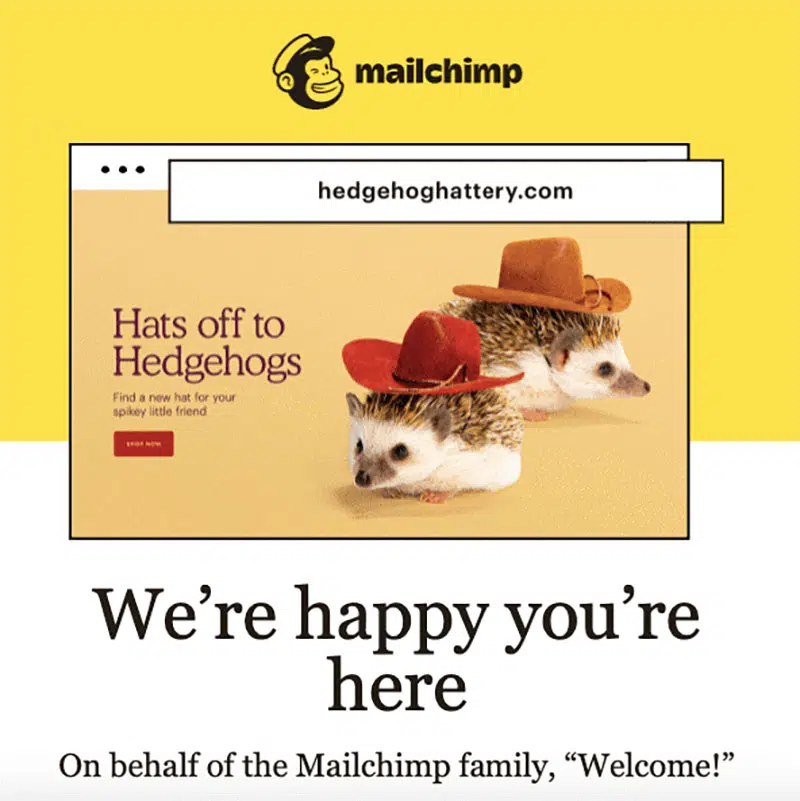 mailchimp
hedgehoghattery.com
Hats off to
Hedgehogs
Find a new hat for your
spikey little friend
SHOP NOW
We’re happy you’re
here
On behalf of the Mailchimp family, “Welcome!”